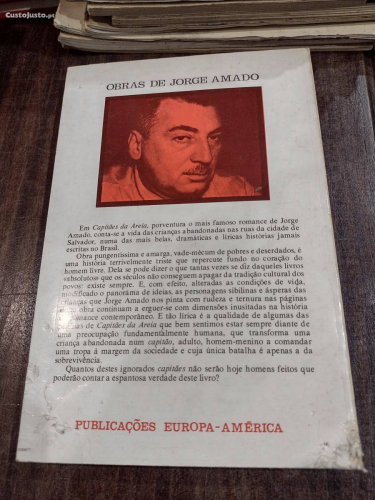 CustoJusto.pt
OBRAS DE JORGE AMADO
Em Capitães da Areia, porventura o mais famoso romance de Jorge
Amado, conta-se a vida das crianças abandonadas nas ruas da cidade de
Salvador, numa das mais belas, dramáticas e líricas histórias jamais
escritas no Brasil.
Obra pungentíssima e amarga, vade-mécum de pobres e deserdados, é
uma história terrivelmente triste que repercute fundo no coração do
homem livre. Dela se pode dizer o que tantas vezes se diz daqueles livros
absolutos que os séculos não conseguem apagar da tradição cultural dos
povos: existe sempre. E, com efeito, alteradas as condições de vida,
modificado o panorama de ideias, as personagens sibilinas e ásperas das
crianças que Jorge Amado nos pinta com rudeza e ternura nas páginas
obra continuam a erguer-se com dimensões inusitadas na história
romance contemporâneo. E tão lírica é a qualidade de algumas das
de Capitães da Areia que bem sentimos estar sempre diante de
uma preocupação fundamentalmente humana, que transforma uma
criança abandonada num capitão, adulto, homem-menino a comandar
uma tropa à margem da sociedade e cuja única batalha é apenas a da
sobrevivência.
Quantos destes ignorados capitães não serão hoje homens feitos que
poderão contar a espantosa verdade deste livro?
PUBLICAÇÕES EUROPA-AMÉRICA